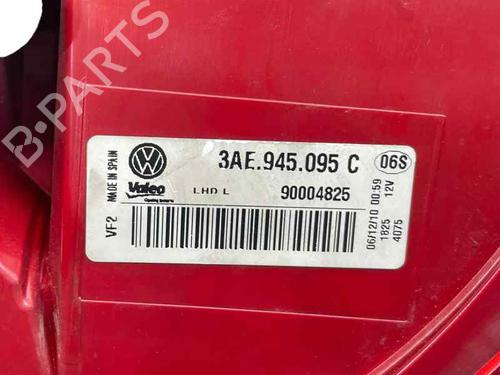 MADE IN SPAIN
VF2
Valeo
3AE.945.095 C
06S
LHD L
90004825
06/12/10 00:59
12V
1825
4075